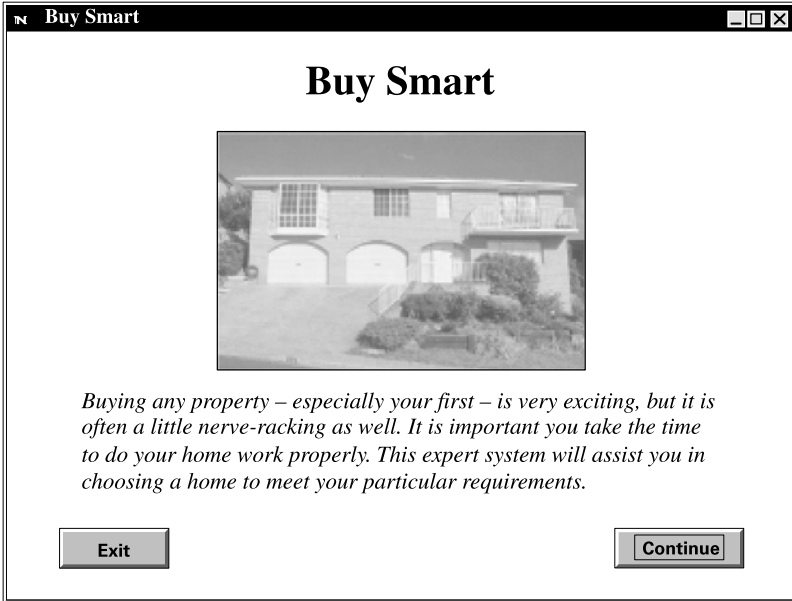 Buy Smart
Buy Smart
Buying any property – especially your first – is very exciting, but it is
often a little nerve-racking as well. It is important you take the time
to do your home work properly. This expert system will assist you in
choosing a home to meet your particular requirements.
Exit
Continue